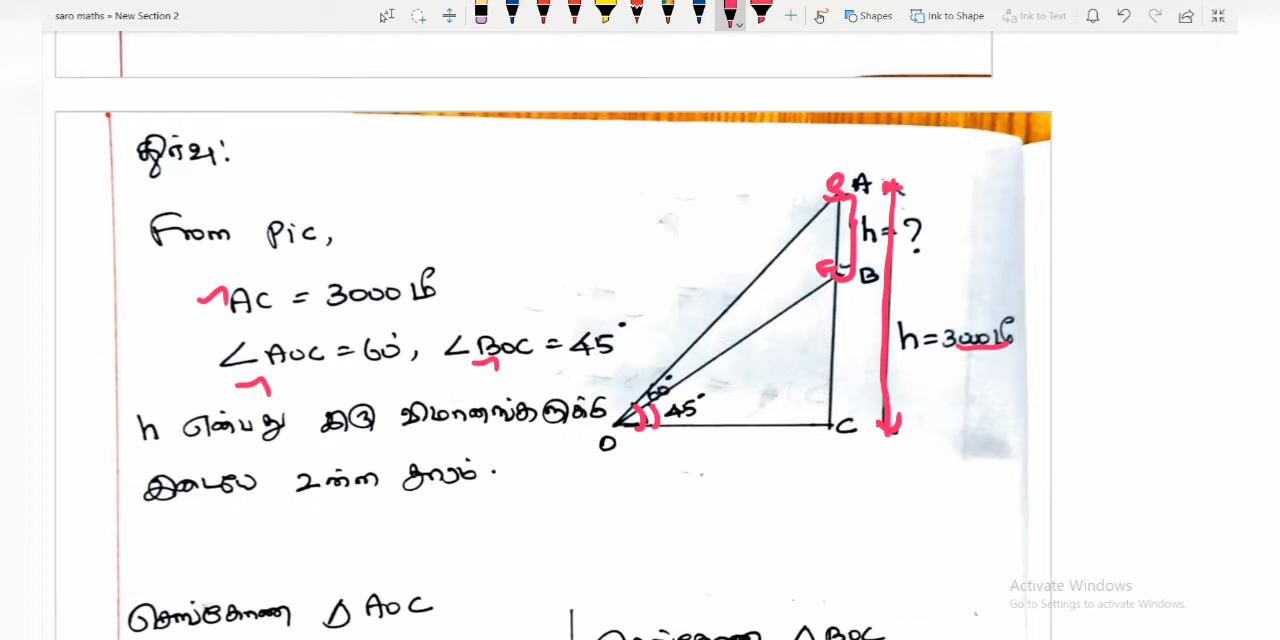 saro maths > New Section 2
Shapes
Ink to Shape
Ink to Text
தீர்வு:
From Pic,
AC = 3000 மீ
∠AOC = 60°, ∠BOC = 45°
h என்பது இரு விமானங்களுக்கு
இடையே உள்ள தூரம்.
A
h = ?
B
h = 3000 மீ
60°
45°
O
C
செங்கோண Δ AOC
செங்கோண Δ BOC
Activate Windows
Go to Settings to activate Windows.